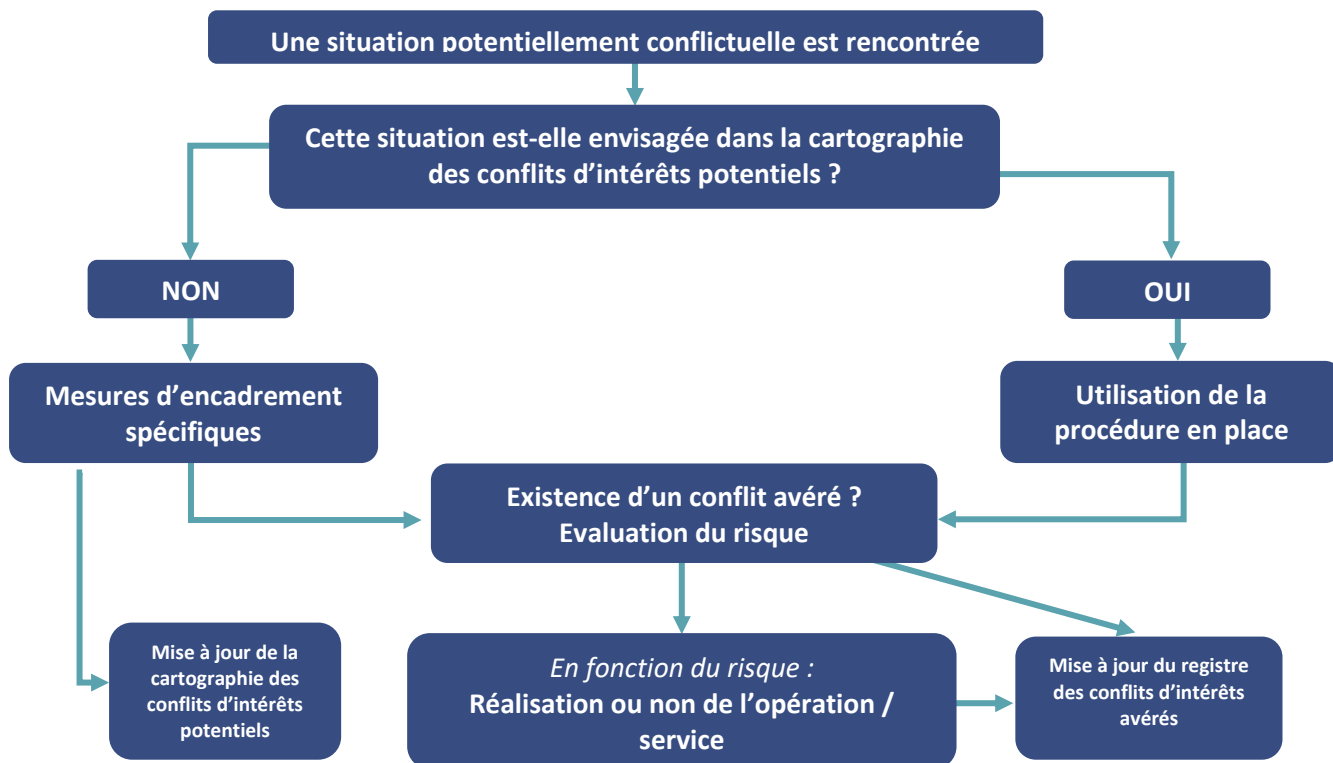 Une situation potentiellement conflictuelle est rencontrée
Cette situation est-elle envisagée dans la cartographie
des conflits d’intérêts potentiels ?
NON
OUI
Mesures d’encadrement
spécifiques
Utilisation de la
procédure en place
Existence d’un conflit avéré ?
Evaluation du risque
Mise à jour de la
cartographie des
conflits d’intérêts
potentiels
En fonction du risque :
Réalisation ou non de l’opération /
service
Mise à jour du registre
des conflits d’intérêts
avérés